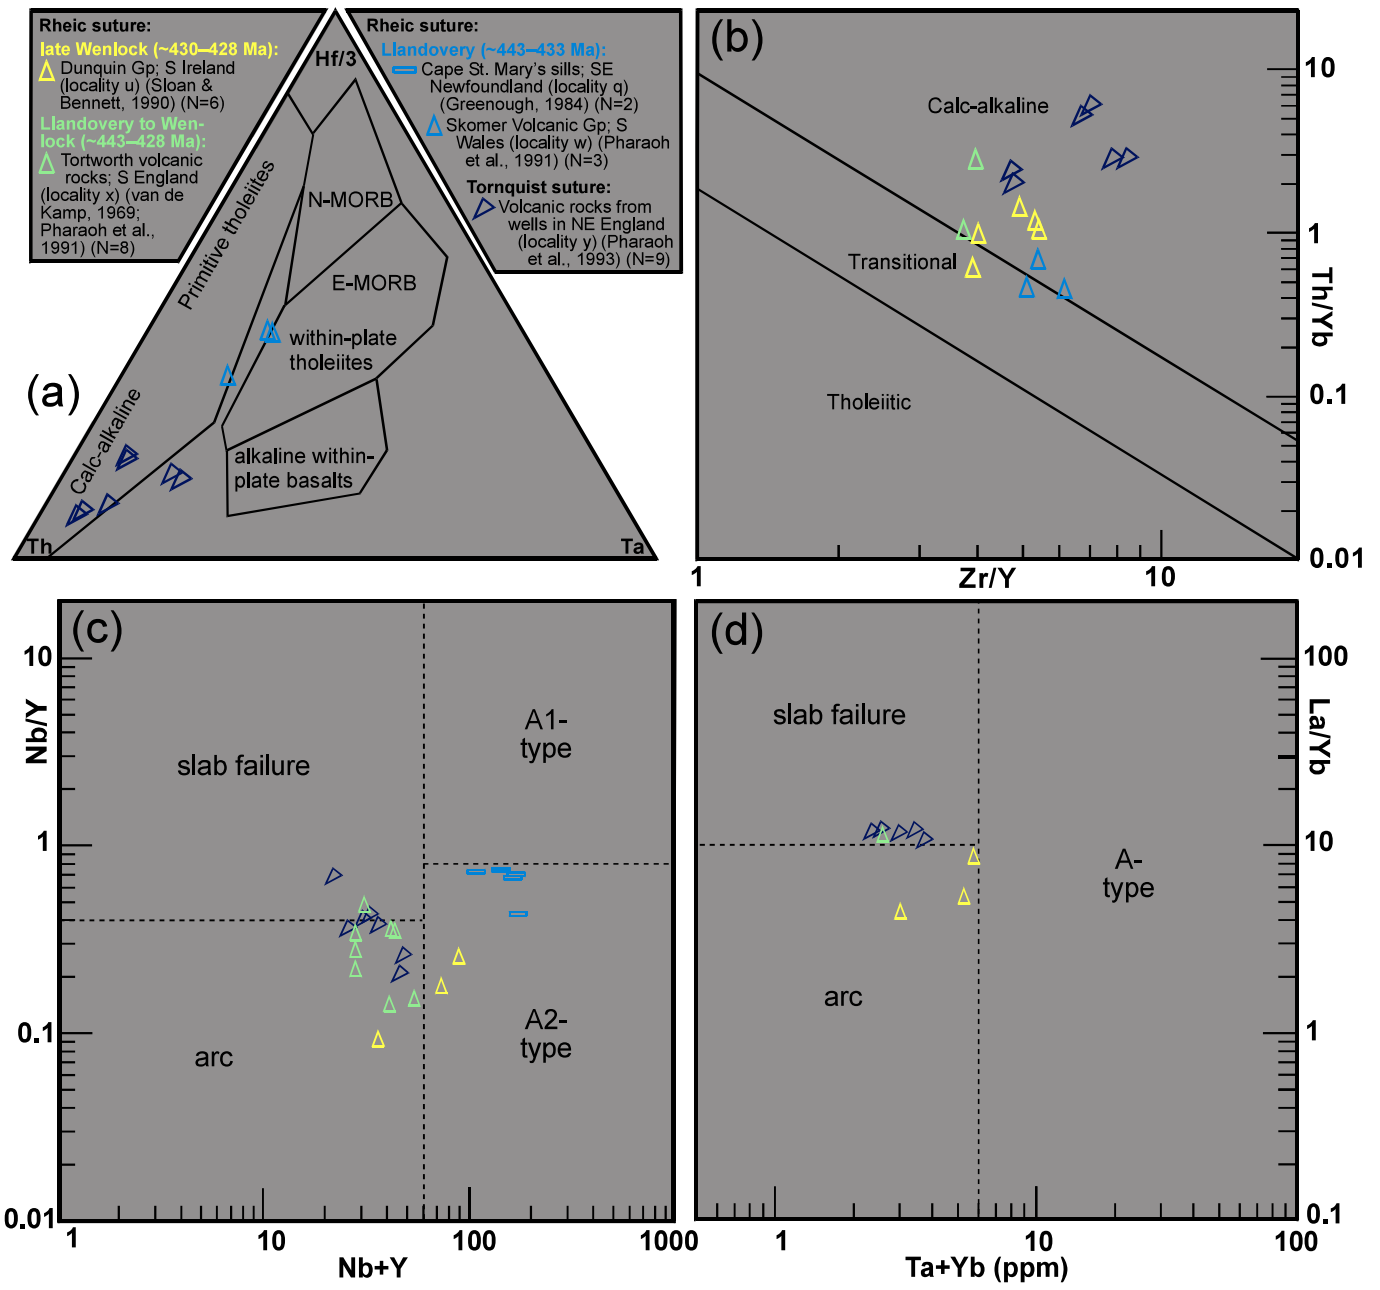 Rheic suture:
late Wenlock (~430–428 Ma):
Dunquin Gp; S Ireland
(locality u) (Sloan &
Bennett, 1990) (N=6)
Llandovery to Wen-
lock (~443–428 Ma):
Tortworth volcanic
rocks; S England
(locality x) (van de
Kamp, 1969;
Pharaoh et al.,
1991) (N=8)
Rheic suture:
Llandovery (~443–433 Ma):
Cape St. Mary's sills; SE
Newfoundland (locality q)
(Greenough, 1984) (N=2)
Skomer Volcanic Gp; S
Wales (locality w) (Pharaoh
et al., 1991) (N=3)
Tornquist suture:
Volcanic rocks from
wells in NE England
(locality y) (Pharaoh
et al., 1993) (N=9)
(a)
Hf/3
Primitive tholeiites
N-MORB
E-MORB
within-plate
tholeiites
Calc-alkaline
alkaline within-
plate basalts
Th
Ta
(b)
Calc-alkaline
Transitional
Tholeiitic
10
1
0.1
0.01
Th/Yb
1
Zr/Y
10
(c)
10
1
0.1
0.01
Nb/Y
slab failure
A1-
type
arc
A2-
type
1
10
100
1000
Nb+Y
(d)
slab failure
arc
A-
type
100
10
1
0.1
La/Yb
1
10
100
Ta+Yb (ppm)